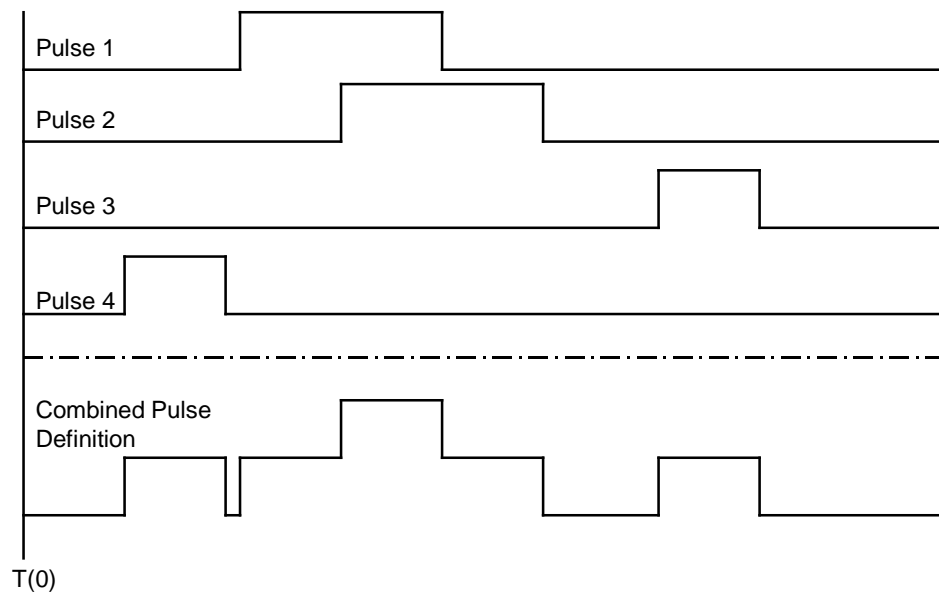 Pulse 1
Pulse 2
Pulse 3
Pulse 4
Combined Pulse
Definition
T(0)